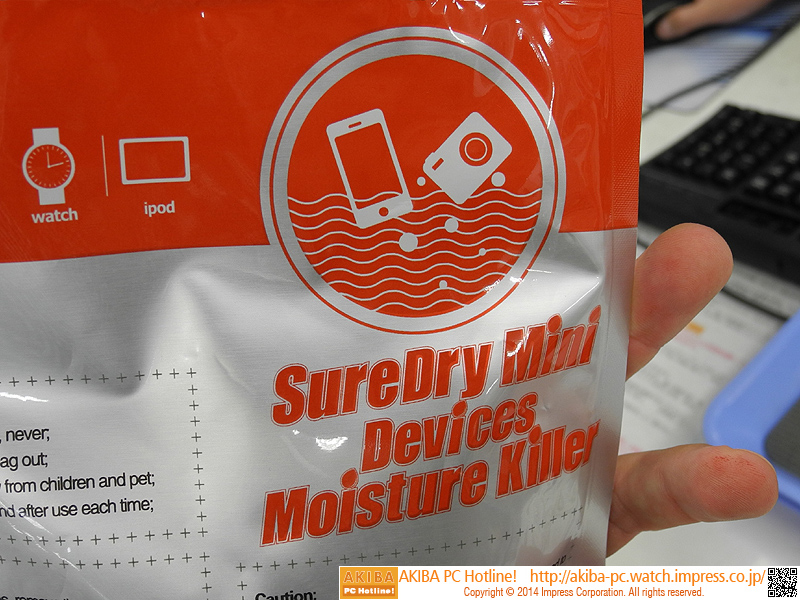 watch
ipod
SureDry Mini
Devices
Moisture Killer
, never;
ag out;
from children and pet;
nd after use each time;
Caution:
AKIBA
PC Hotline!
AKIBA PC Hotline! http://akiba-pc.watch.impress.co.jp/
Copyright © 2014 Impress Corporation. All rights reserved.